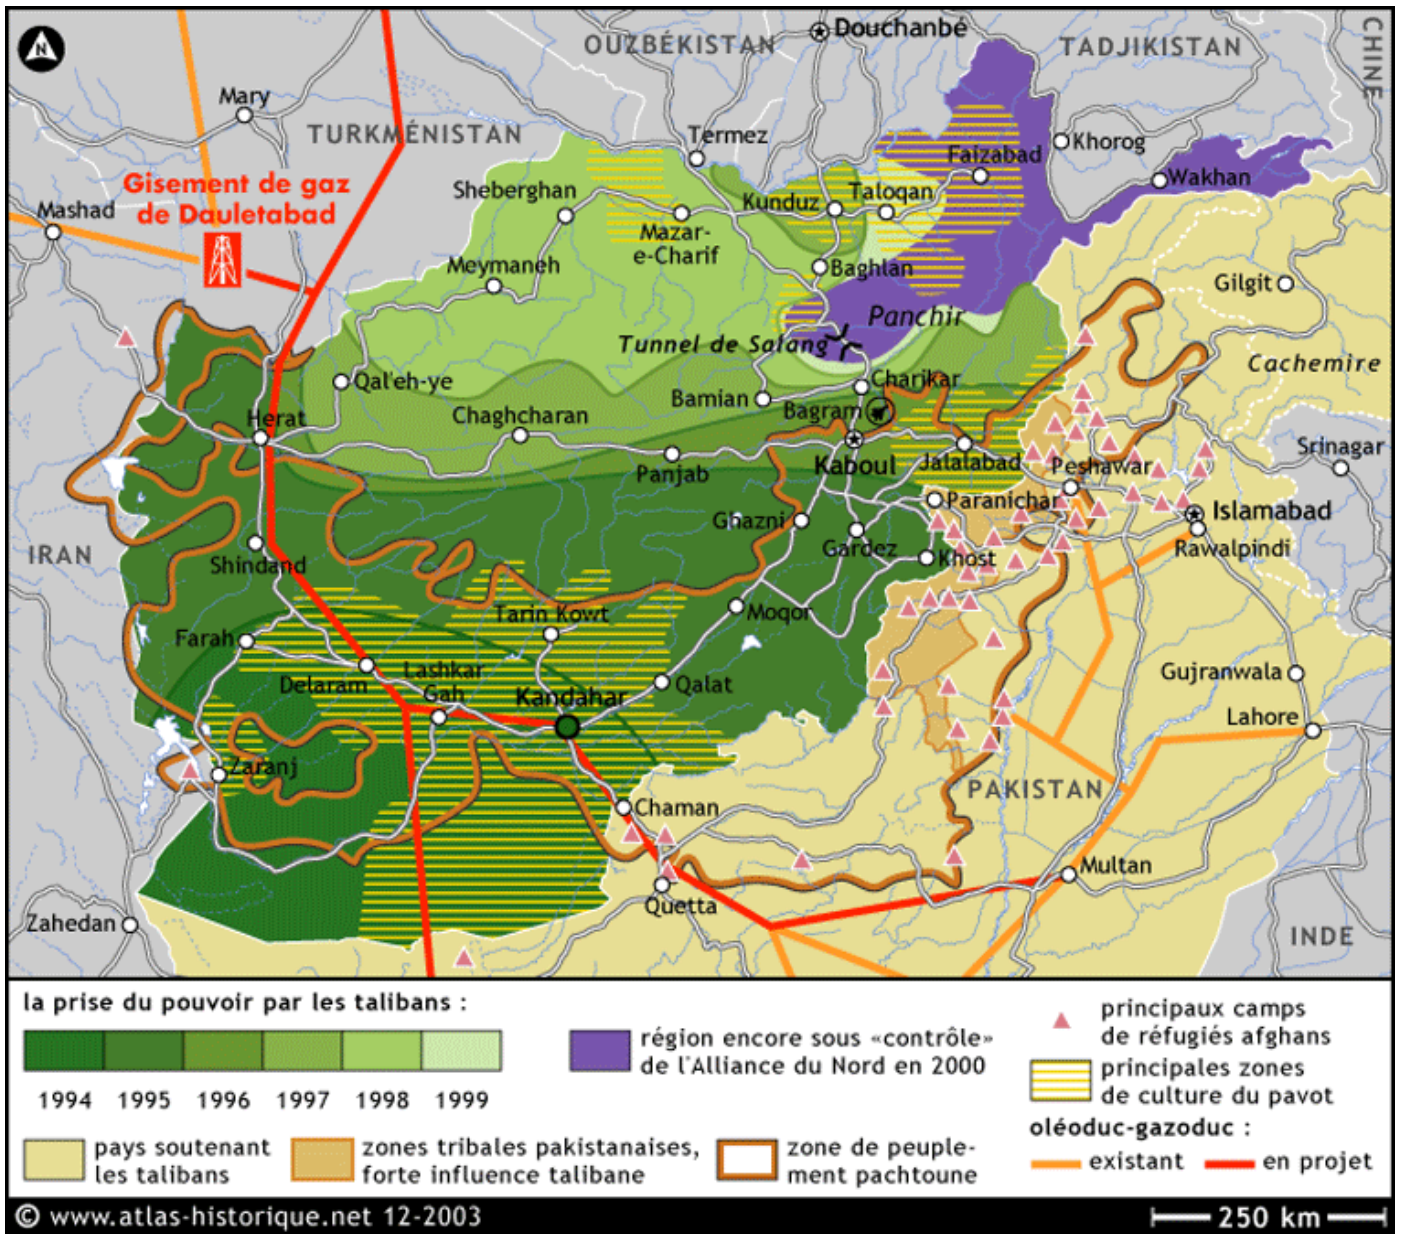 N
OUZBÉKISTAN
Douchanbé
TADJIKISTAN
CHINE
Mary
TURKMÉNISTAN
Termez
Khorog
Faizabad
Wakhan
Gisement de gaz
de Dauletabad
Mashad
Sheberghan
Kunduz
Taloqan
Mazar-
e-Charif
Meymaneh
Baghlan
Gilgit
Panchir
Tunnel de Salang
Cachemire
Qal'eh-ye
Charikar
Bamian
Bagram
Herat
Chaghcharan
Srinagar
Panjab
Kaboul
Jalalabad
Peshawar
Paranichar
Islamabad
Ghazni
Gardez
Rawalpindi
IRAN
Shindand
Khost
Tarin Kowt
Moqor
Farah
Lashkar
Gah
Delaram
Kandahar
Qalat
Gujranwala
Lahore
Zaranj
PAKISTAN
Chaman
Multan
Quetta
Zahedan
INDE
la prise du pouvoir par les talibans :
1994 1995 1996 1997 1998 1999
région encore sous «contrôle»
de l'Alliance du Nord en 2000
principaux camps
de réfugiés afghans
principales zones
de culture du pavot
oléoduc-gazoduc :
existant en projet
pays soutenant
les talibans
zones tribales pakistanaises,
forte influence talibane
zone de peuple-
ment pachtoune
© www.atlas-historique.net 12-2003
250 km